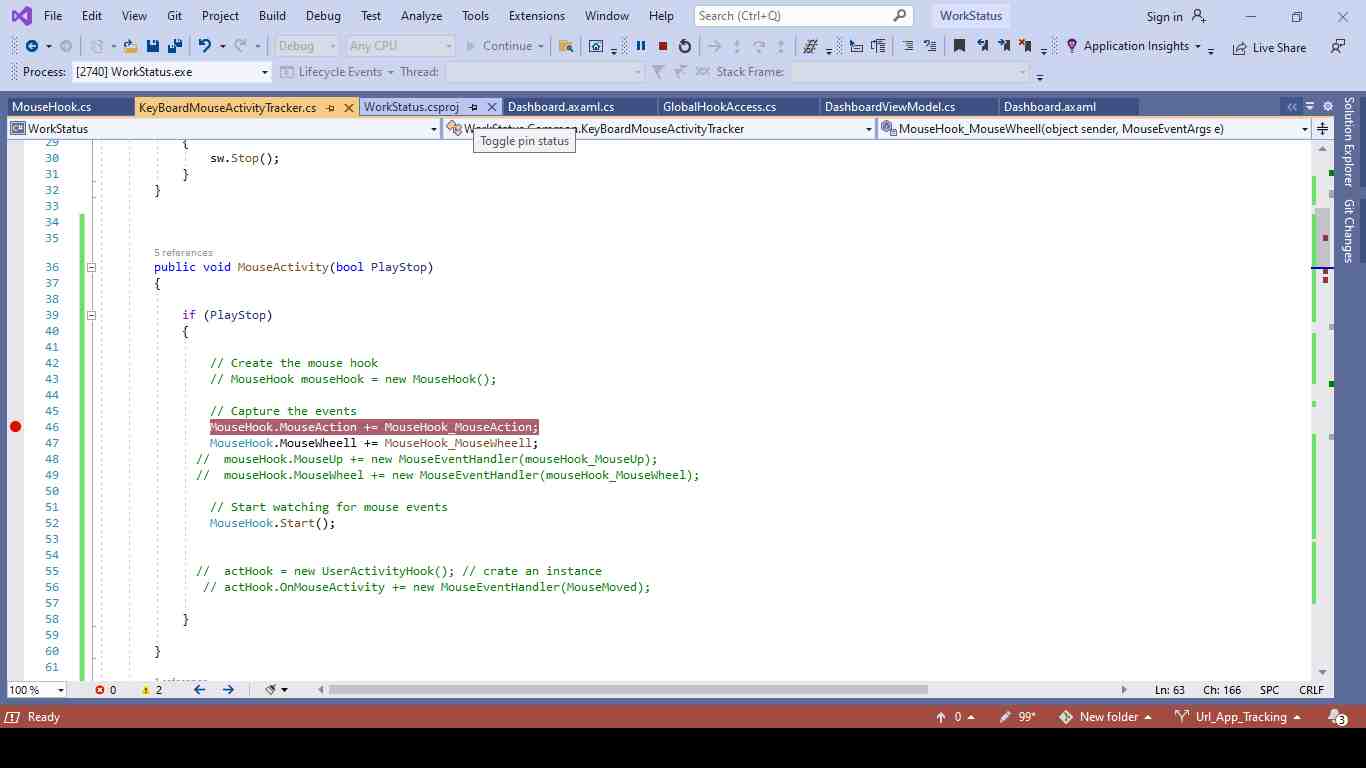 File Edit View Git Project Build Debug Test Analyze Tools Extensions Window Help Search (Ctrl+Q) WorkStatus Sign in
Debug Any CPU Continue Application Insights Live Share
Process: [2740] WorkStatus.exe Lifecycle Events Thread: Stack Frame:
MouseHook.cs KeyBoardMouseActivityTracker.cs WorkStatus.csproj Dashboard.axaml.cs GlobalHookAccess.cs DashboardViewModel.cs Dashboard.axaml
WorkStatus WorkStatus.Common.KeyBoardMouseActivityTracker MouseHook_MouseWheell(object sender, MouseEventArgs e)
Toggle pin status
Solution Explorer
Git Changes
29 {
30 sw.Stop();
31 }
32 }
33
34
35
5 references
36 public void MouseActivity(bool PlayStop)
37 {
38
39 if (PlayStop)
40 {
41
42 // Create the mouse hook
43 // MouseHook mouseHook = new MouseHook();
44
45 // Capture the events
46 MouseHook.MouseAction += MouseHook_MouseAction;
47 MouseHook.MouseWheell += MouseHook_MouseWheell;
48 // mouseHook.MouseUp += new MouseEventHandler(mouseHook_MouseUp);
49 // mouseHook.MouseWheel += new MouseEventHandler(mouseHook_MouseWheel);
50
51 // Start watching for mouse events
52 MouseHook.Start();
53
54
55 // actHook = new UserActivityHook(); // crate an instance
56 // actHook.OnMouseActivity += new MouseEventHandler(MouseMoved);
57
58 }
59
60 }
61
100 % 0 2 Ln: 63 Ch: 166 SPC CRLF
Ready 0 99* New folder Url_App_Tracking 3